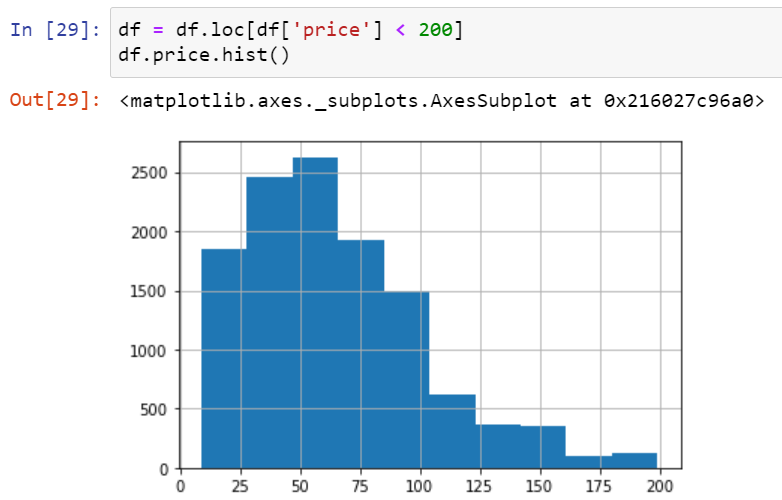 In [29]: df = df.loc[df['price'] < 200]
df.price.hist()
Out[29]: <matplotlib.axes._subplots.AxesSubplot at 0x216027c96a0>
2500
2000
1500
1000
500
0
0 25 50 75 100 125 150 175 200